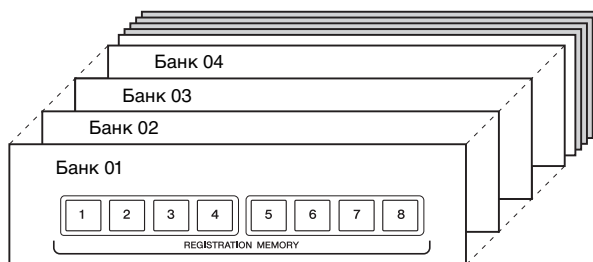 Банк 04
Банк 03
Банк 02
Банк 01
1 2 3 4 5 6 7 8
REGISTRATION MEMORY